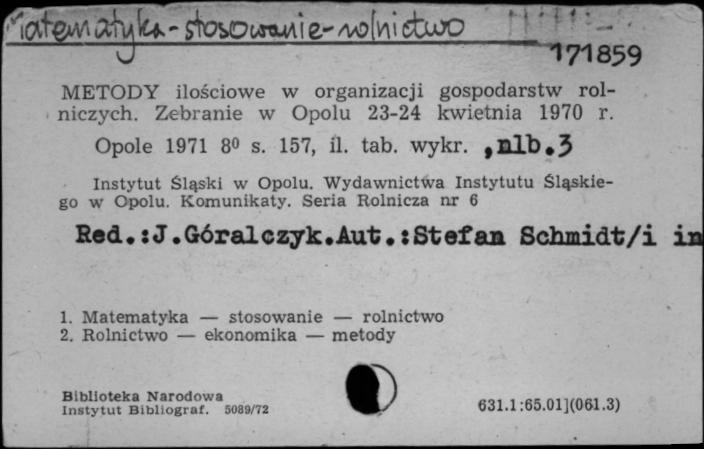 Matematyka-stosowanie-rolnictwo
171859
METODY ilościowe w organizacji gospodarstw rol-
niczych. Zebranie w Opolu 23-24 kwietnia 1970 r.
Opole 1971 8⁰ s. 157, il. tab. wykr. ,nlb.3
Instytut Śląski w Opolu. Wydawnictwa Instytutu Śląskie-
go w Opolu. Komunikaty. Seria Rolnicza nr 6
Red.:J.Góralczyk.Aut.:Stefan Schmidt/i in
1. Matematyka — stosowanie — rolnictwo
2. Rolnictwo — ekonomika — metody
Biblioteka Narodowa
Instytut Bibliograf. 5089/72
631.1:65.01](061.3)